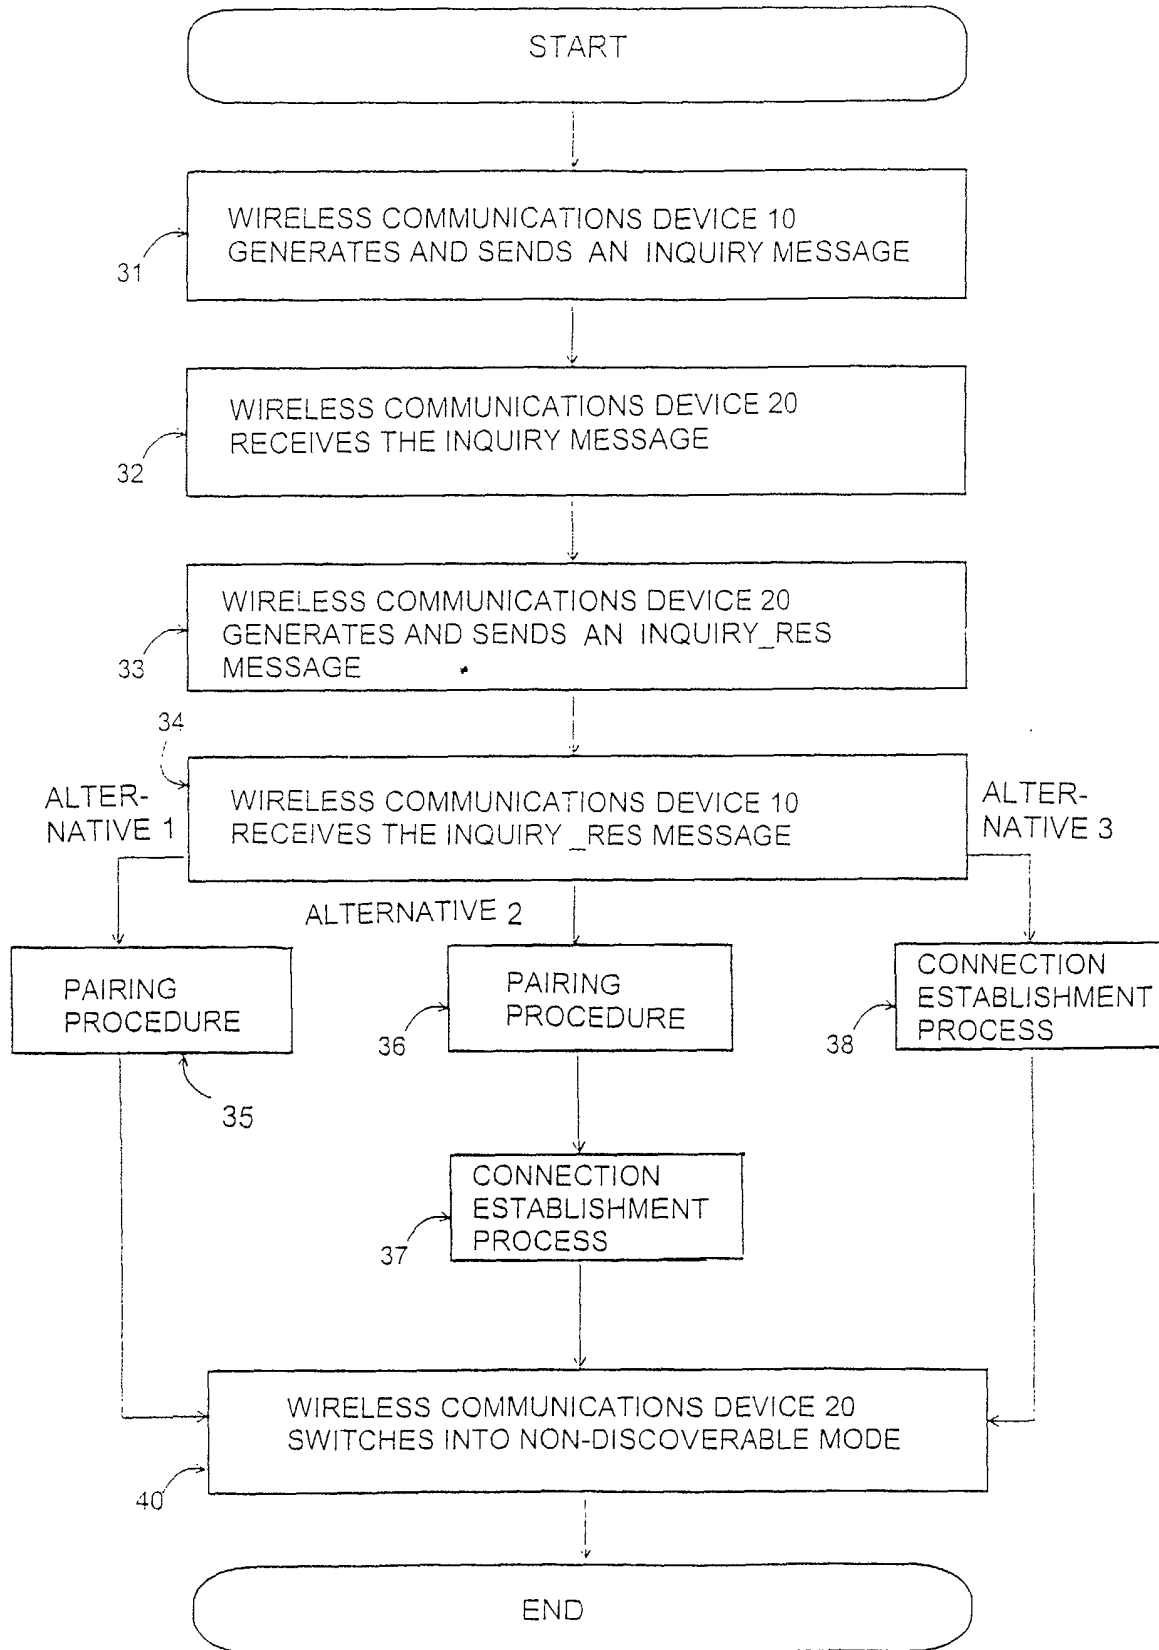 START
WIRELESS COMMUNICATIONS DEVICE 10
GENERATES AND SENDS AN INQUIRY MESSAGE
31
WIRELESS COMMUNICATIONS DEVICE 20
RECEIVES THE INQUIRY MESSAGE
32
WIRELESS COMMUNICATIONS DEVICE 20
GENERATES AND SENDS AN INQUIRY_RES
MESSAGE
33
34
WIRELESS COMMUNICATIONS DEVICE 10
RECEIVES THE INQUIRY_RES MESSAGE
ALTER-
NATIVE 1
ALTERNATIVE 2
ALTER-
NATIVE 3
PAIRING
PROCEDURE
35
PAIRING
PROCEDURE
36
CONNECTION
ESTABLISHMENT
PROCESS
38
CONNECTION
ESTABLISHMENT
PROCESS
37
WIRELESS COMMUNICATIONS DEVICE 20
SWITCHES INTO NON-DISCOVERABLE MODE
40
END